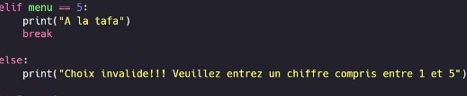 elif menu == 5:
    print("A la tafa")
    break
else:
    print("Choix invalide!!! Veuillez entrez un chiffre compris entre 1 et 5")